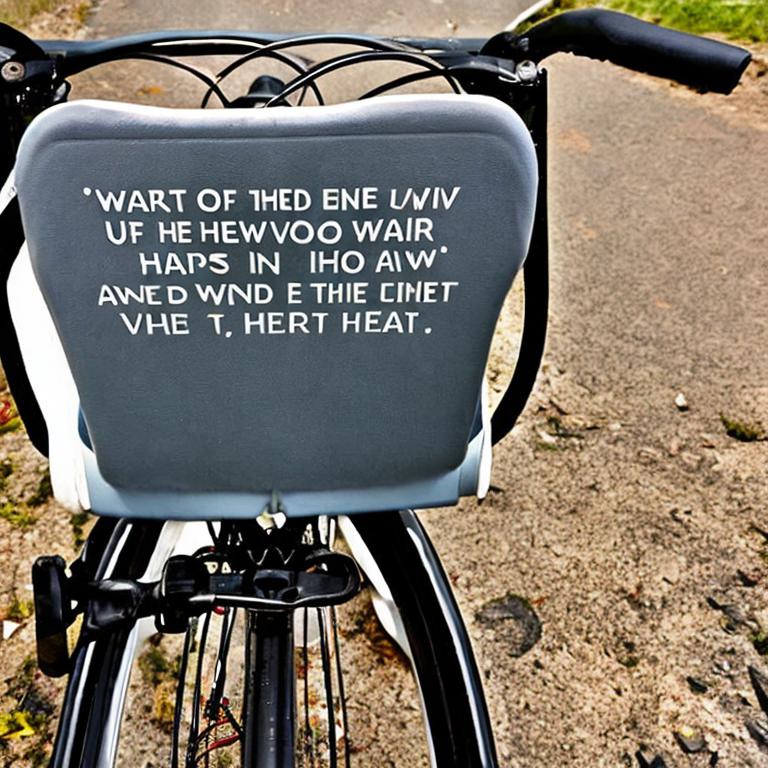 "WART OF THED ENE UWIV
UF HE HEWVOO WAIR
HAPS IN IHO AIW"
AWED WND E THIE CIHET
VHE T, HERT HEAT.